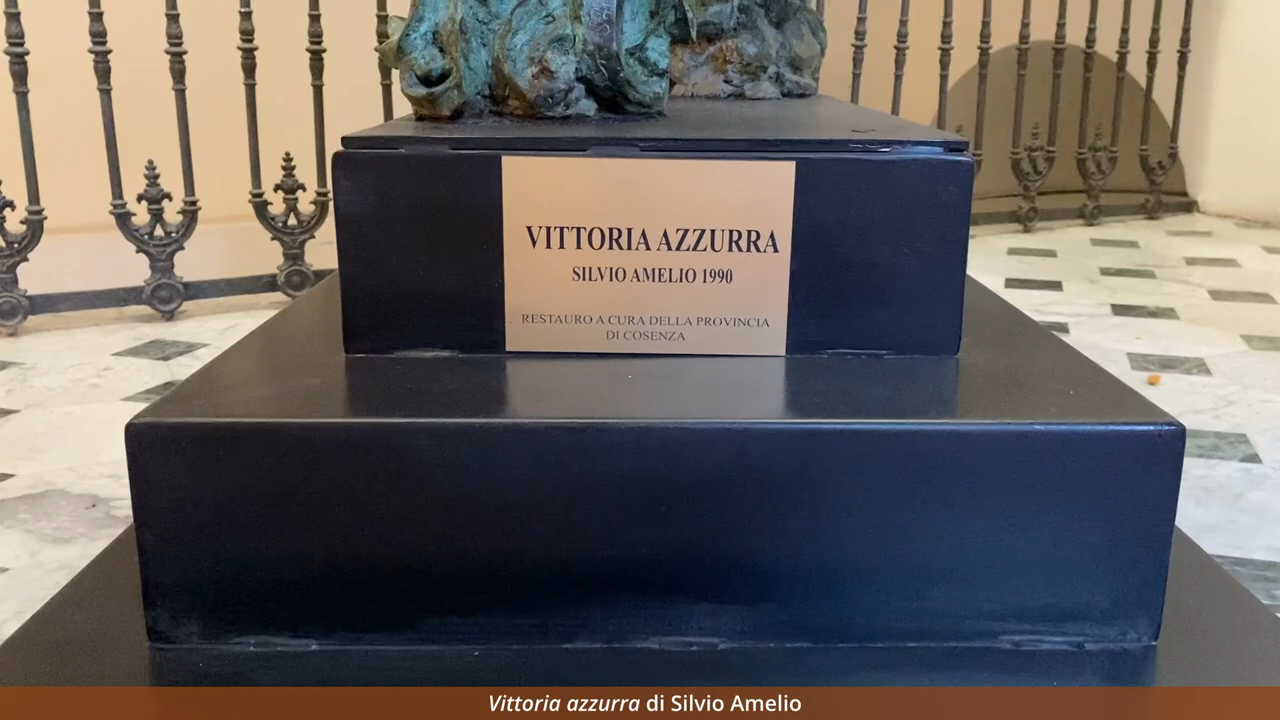 VITTORIA AZZURRA
SILVIO AMELIO 1990
RESTAURO A CURA DELLA PROVINCIA
DI COSENZA
Vittoria azzurra di Silvio Amelio